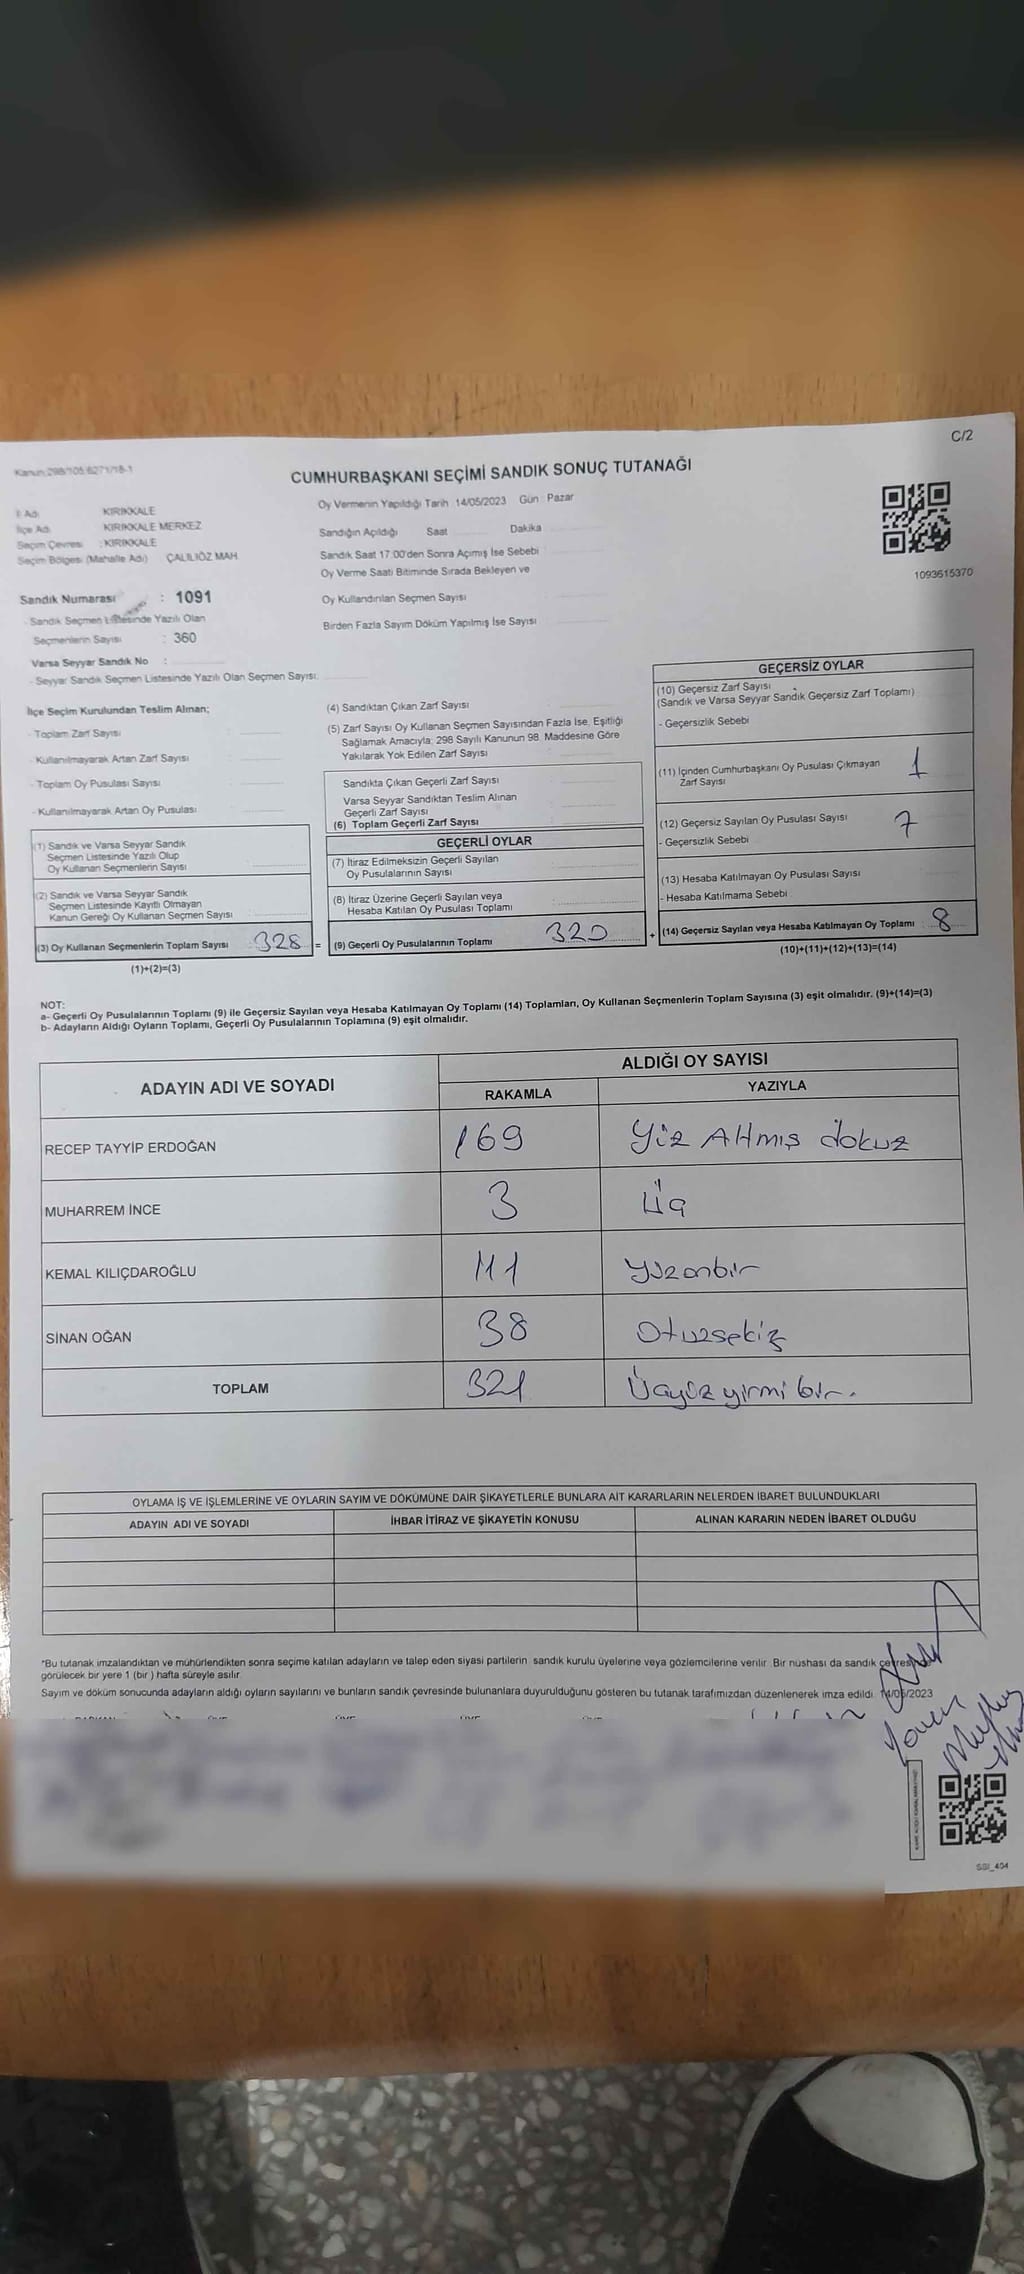 C/2
Kanun:298/105,6271/18-1
CUMHURBAŞKANI SEÇİMİ SANDIK SONUÇ TUTANAĞI
İl Adı KIRIKKALE
İlçe Adı KIRIKKALE MERKEZ
Seçim Çevresi : KIRIKKALE
Seçim Bölgesi (Mahalle Adı) ÇALILIÖZ MAH.
Sandık Numarası : 1091
- Sandık Seçmen Listesinde Yazılı Olan
Seçmenlerin Sayısı : 360
Varsa Seyyar Sandık No :
- Seyyar Sandık Seçmen Listesinde Yazılı Olan Seçmen Sayısı:
Oy Vermenin Yapıldığı Tarih 14/05/2023 Gün : Pazar
Sandığın Açıldığı Saat Dakika
Sandık Saat 17:00'den Sonra Açımış İse Sebebi
Oy Verme Saati Bitiminde Sırada Bekleyen ve
Oy Kullandırılan Seçmen Sayısı
Birden Fazla Sayım Döküm Yapılmış İse Sayısı
1093615370
İlçe Seçim Kurulundan Teslim Alınan;
- Toplam Zarf Sayısı :
- Kullanılmayarak Artan Zarf Sayısı
- Toplam Oy Pusulası Sayısı
- Kullanılmayarak Artan Oy Pusulası
(1) Sandık ve Varsa Seyyar Sandık
Seçmen Listesinde Yazılı Olup
Oy Kullanan Seçmenlerin Sayısı
(2) Sandık ve Varsa Seyyar Sandık
Seçmen Listesinde Kayıtlı Olmayan
Kanun Gereği Oy Kullanan Seçmen Sayısı
(3) Oy Kullanan Seçmenlerin Toplam Sayısı 328 =
(1)+(2)=(3)
(4) Sandıktan Çıkan Zarf Sayısı
(5) Zarf Sayısı Oy Kullanan Seçmen Sayısından Fazla İse, Eşitliği
Sağlamak Amacıyla; 298 Sayılı Kanunun 98. Maddesine Göre
Yakılarak Yok Edilen Zarf Sayısı
Sandıkta Çıkan Geçerli Zarf Sayısı
Varsa Seyyar Sandıktan Teslim Alınan
Geçerli Zarf Sayısı
(6) Toplam Geçerli Zarf Sayısı
GEÇERLİ OYLAR
(7) İtiraz Edilmeksizin Geçerli Sayılan
Oy Pusulalarının Sayısı
(8) İtiraz Üzerine Geçerli Sayılan veya
Hesaba Katılan Oy Pusulası Toplamı
(9) Geçerli Oy Pusulalarının Toplamı 320 +
GEÇERSİZ OYLAR
(10) Geçersiz Zarf Sayısı
(Sandık ve Varsa Seyyar Sandık Geçersiz Zarf Toplamı)
- Geçersizlik Sebebi
(11) İçinden Cumhurbaşkanı Oy Pusulası Çıkmayan 1
Zarf Sayısı
(12) Geçersiz Sayılan Oy Pusulası Sayısı 7
- Geçersizlik Sebebi
(13) Hesaba Katılmayan Oy Pusulası Sayısı
- Hesaba Katılmama Sebebi
(14) Geçersiz Sayılan veya Hesaba Katılmayan Oy Toplamı : 8
(10)+(11)+(12)+(13)=(14)
NOT:
a- Geçerli Oy Pusulalarının Toplamı (9) ile Geçersiz Sayılan veya Hesaba Katılmayan Oy Toplamı (14) Toplamları, Oy Kullanan Seçmenlerin Toplam Sayısına (3) eşit olmalıdır. (9)+(14)=(3)
b- Adayların Aldığı Oyların Toplamı, Geçerli Oy Pusulalarının Toplamına (9) eşit olmalıdır.
ADAYIN ADI VE SOYADI ALDIĞI OY SAYISI
RAKAMLA YAZIYLA
RECEP TAYYİP ERDOĞAN 169 Yüz Altmış dokuz
MUHARREM İNCE 3 Üç
KEMAL KILIÇDAROĞLU 111 yüzonbir
SİNAN OĞAN 38 Otuzsekiz
TOPLAM 321 Üçyüz yirmi bir.
OYLAMA İŞ VE İŞLEMLERİNE VE OYLARIN SAYIM VE DÖKÜMÜNE DAİR ŞİKAYETLERLE BUNLARA AİT KARARLARIN NELERDEN İBARET BULUNDUKLARI
ADAYIN ADI VE SOYADI İHBAR İTİRAZ VE ŞİKAYETİN KONUSU ALINAN KARARIN NEDEN İBARET OLDUĞU
*Bu tutanak imzalandıktan ve mühürlendikten sonra seçime katılan adayların ve talep eden siyasi partilerin sandık kurulu üyelerine veya gözlemcilerine verilir. Bir nüshası da sandık çevresinde
görülecek bir yere 1 (bir ) hafta süreyle asılır.
Sayım ve döküm sonucunda adayların aldığı oyların sayılarını ve bunların sandık çevresinde bulunanlara duyurulduğunu gösteren bu tutanak tarafımızdan düzenlenerek imza edildi. 14/05/2023
SSI_404